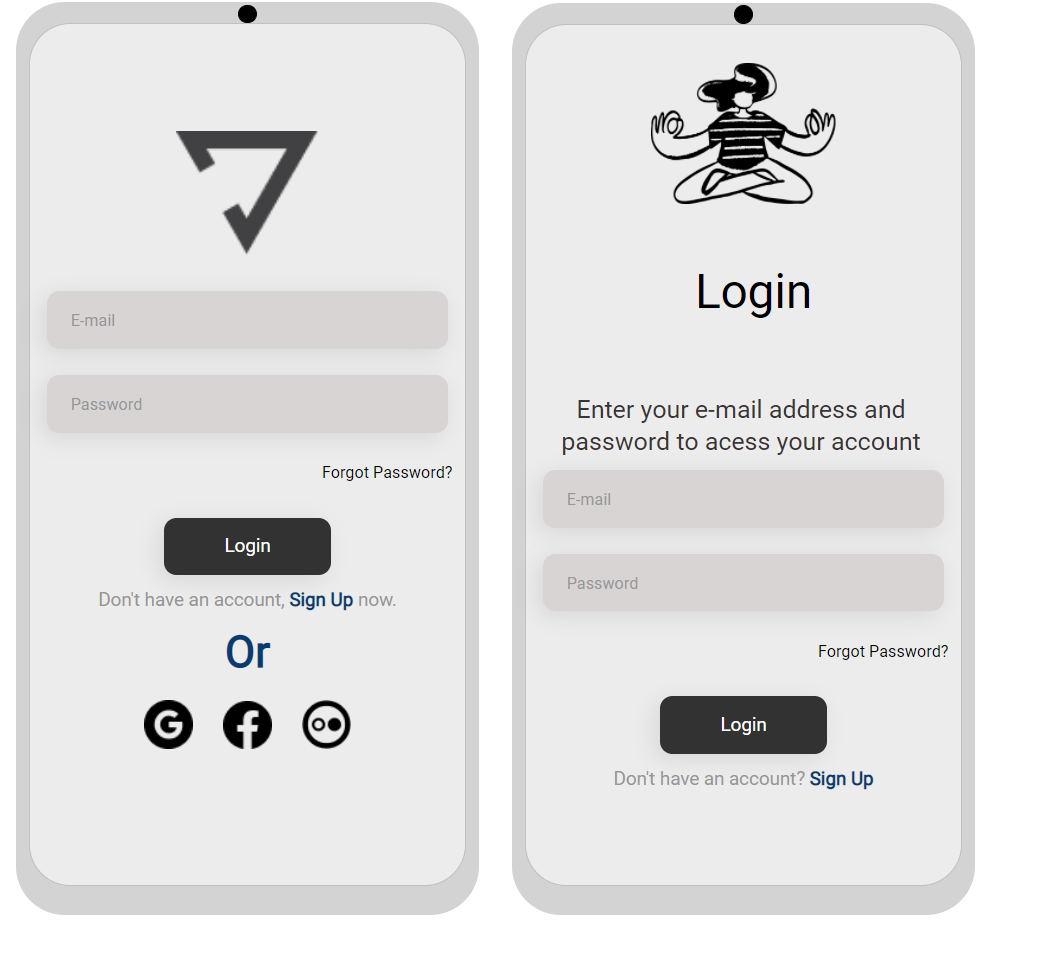 E-mail
Password
Forgot Password?
Login
Don't have an account, Sign Up now.
Or
Login
Enter your e-mail address and
password to acess your account
E-mail
Password
Forgot Password?
Login
Don't have an account? Sign Up